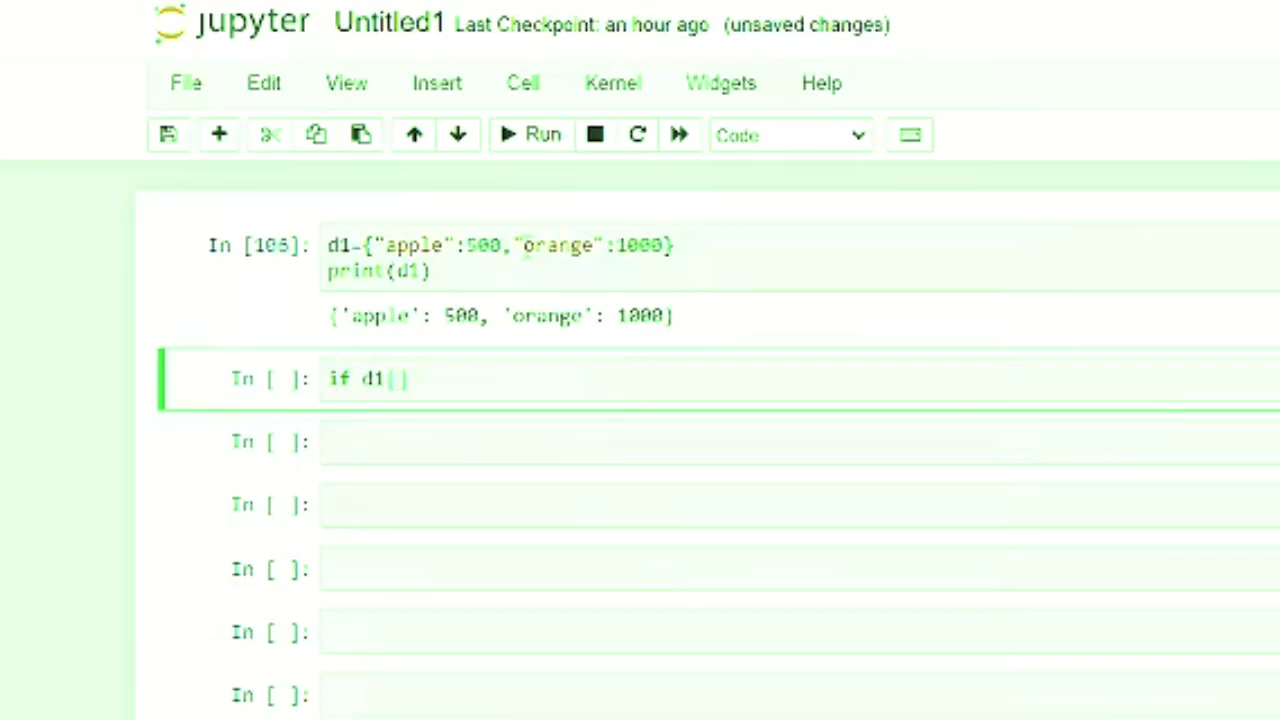 jupyter Untitled1 Last Checkpoint: an hour ago (unsaved changes)
File Edit View Insert Cell Kernel Widgets Help
Run Code
In [106]: d1={"apple":500,"orange":1000}
print(d1)
{'apple': 500, 'orange': 1000}
In [ ]: if d1[]
In [ ]:
In [ ]:
In [ ]:
In [ ]:
In [ ]: